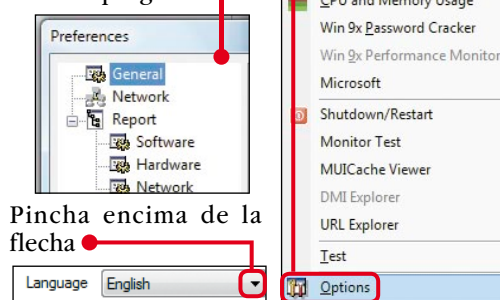 Preferences
General
Network
Report
Software
Hardware
Network
Pincha encima de la
flecha
Language English
CPU and Memory Usage
Win 9x Password Cracker
Win 9x Performance Monitor
Microsoft
Shutdown/Restart
Monitor Test
MUICache Viewer
DMI Explorer
URL Explorer
Test
Options